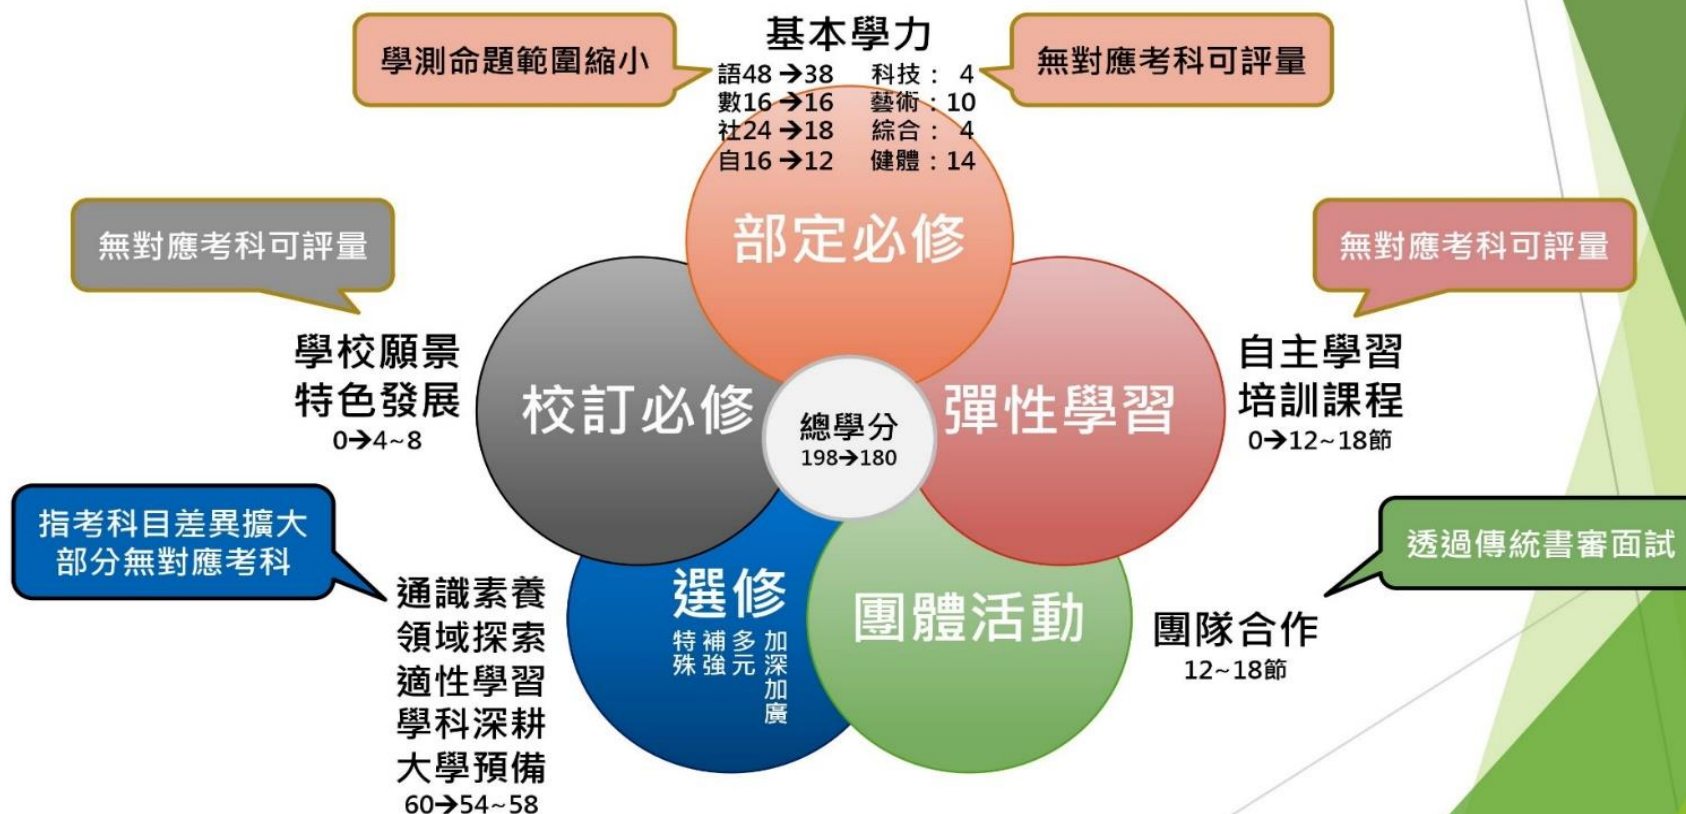 基本學力
語48→38 科技： 4
數16→16 藝術：10
社24→18 綜合： 4
自16→12 健體：14
學測命題範圍縮小
無對應考科可評量
部定必修
無對應考科可評量
學校願景
特色發展
0→4~8
校訂必修
總學分
198→180
彈性學習
無對應考科可評量
自主學習
培訓課程
0→12~18節
指考科目差異擴大
部分無對應考科
通識素養
領域探索
適性學習
學科深耕
大學預備
60→54~58
選修
加深加廣
多元
補強
特殊
團體活動
透過傳統書審面試
團隊合作
12~18節